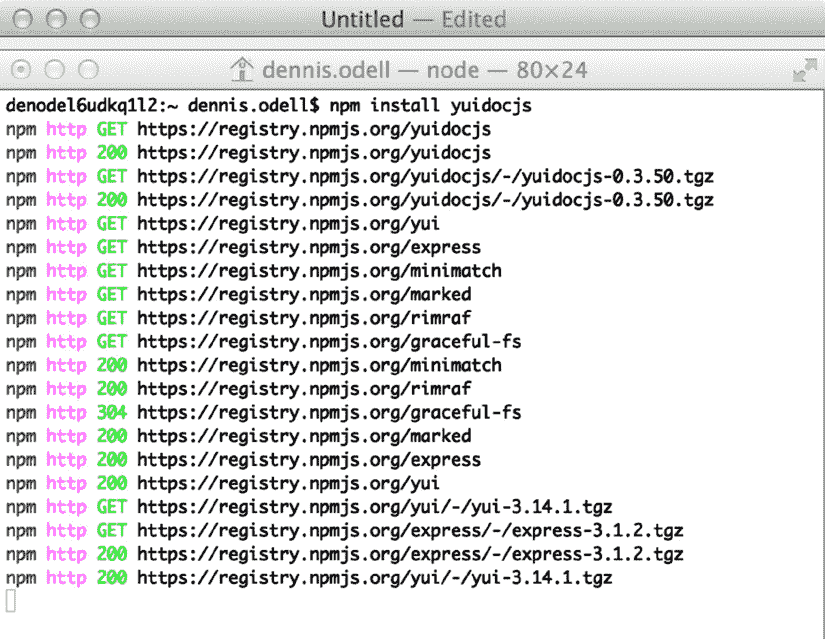 Untitled — Edited
dennis.odell — node — 80×24
denodel6udkq1l2:~ dennis.odell$ npm install yuidocjs
npm http GET https://registry.npmjs.org/yuidocjs
npm http 200 https://registry.npmjs.org/yuidocjs
npm http GET https://registry.npmjs.org/yuidocjs/-/yuidocjs-0.3.50.tgz
npm http 200 https://registry.npmjs.org/yuidocjs/-/yuidocjs-0.3.50.tgz
npm http GET https://registry.npmjs.org/yui
npm http GET https://registry.npmjs.org/express
npm http GET https://registry.npmjs.org/minimatch
npm http GET https://registry.npmjs.org/marked
npm http GET https://registry.npmjs.org/rimraf
npm http GET https://registry.npmjs.org/graceful-fs
npm http 200 https://registry.npmjs.org/minimatch
npm http 200 https://registry.npmjs.org/rimraf
npm http 304 https://registry.npmjs.org/graceful-fs
npm http 200 https://registry.npmjs.org/marked
npm http 200 https://registry.npmjs.org/express
npm http 200 https://registry.npmjs.org/yui
npm http GET https://registry.npmjs.org/yui/-/yui-3.14.1.tgz
npm http GET https://registry.npmjs.org/express/-/express-3.1.2.tgz
npm http 200 https://registry.npmjs.org/express/-/express-3.1.2.tgz
npm http 200 https://registry.npmjs.org/yui/-/yui-3.14.1.tgz